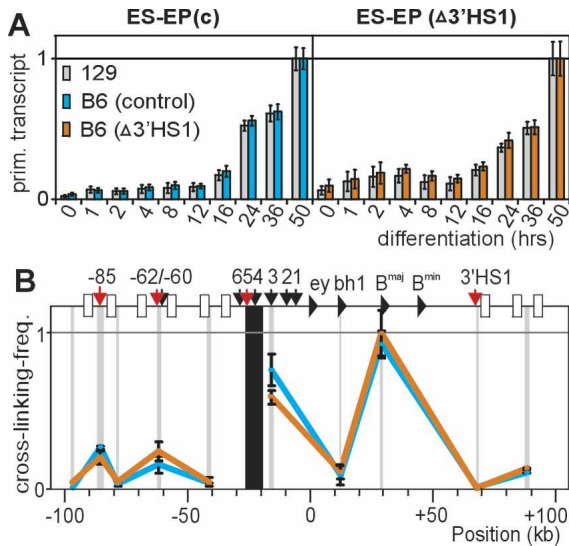 A
ES-EP(c)
ES-EP (Δ3'HS1)
prim. transcript
1
0
129
B6 (control)
B6 (Δ3'HS1)
0 1 2 4 8 12 16 24 36 50 0 1 2 4 8 12 16 24 36 50
differentiation (hrs)
B
-85 -62/-60 654 3 21 ey bh1 Bmaj Bmin 3'HS1
cross-linking-freq.
1
0
-100 -50 0 +50 +100
Position (kb)